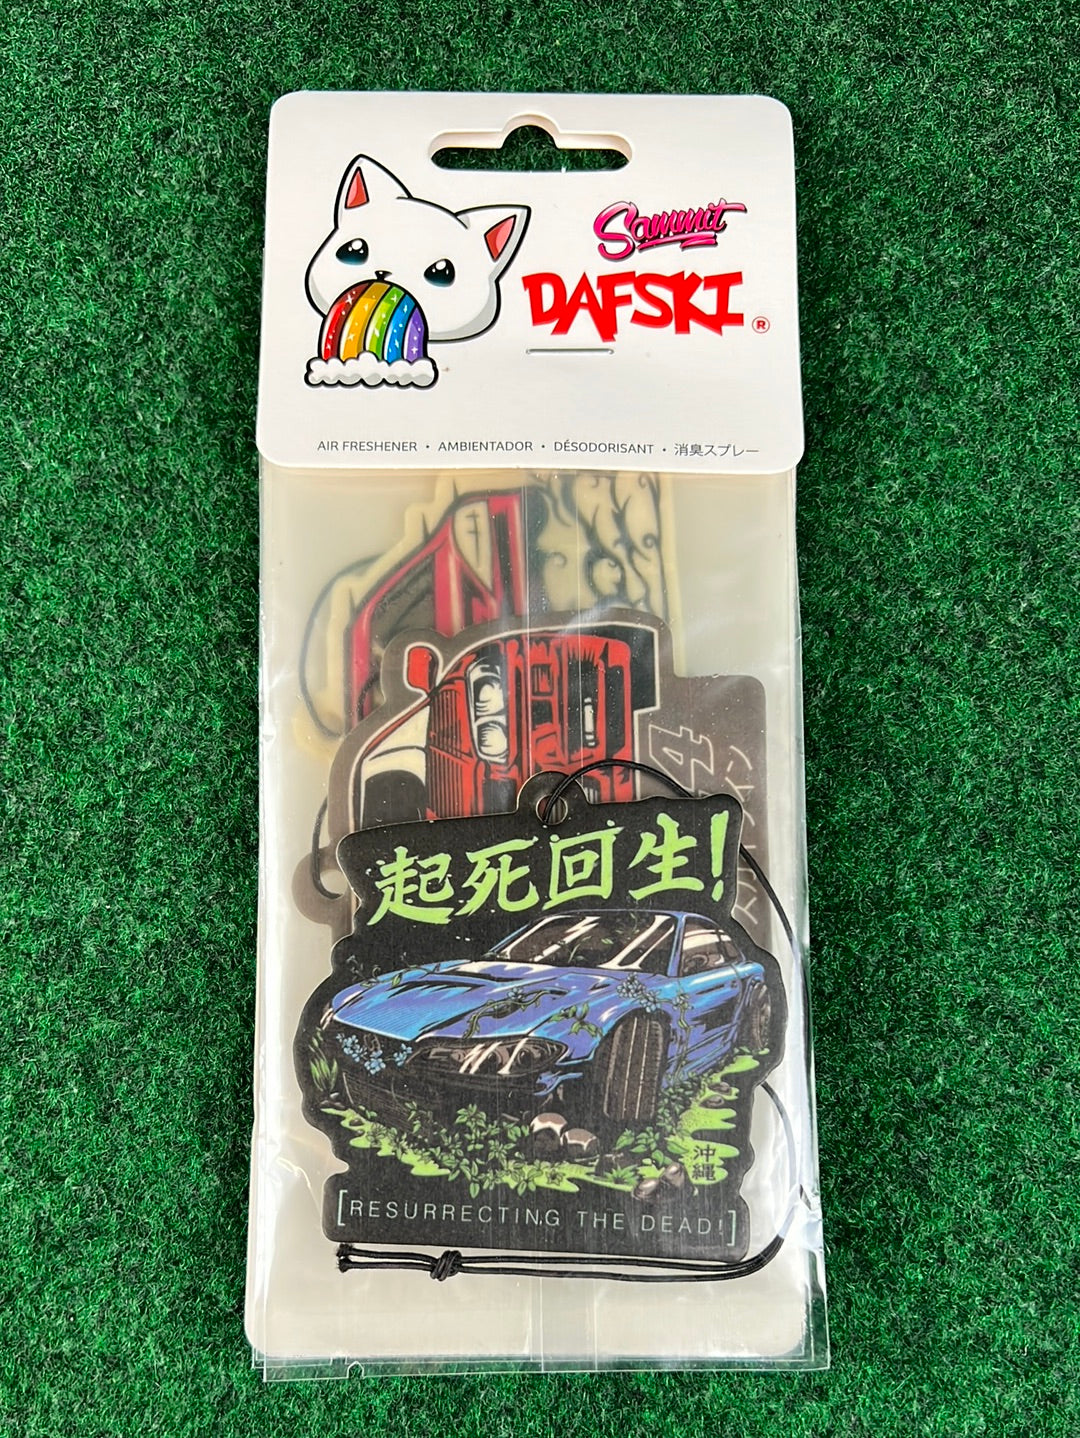 Sammit
DAFSKI ®
AIR FRESHENER • AMBIENTADOR • DÉSODORISANT • 消臭スプレー
起死回生!
沖縄
[RESURRECTING THE DEAD!]